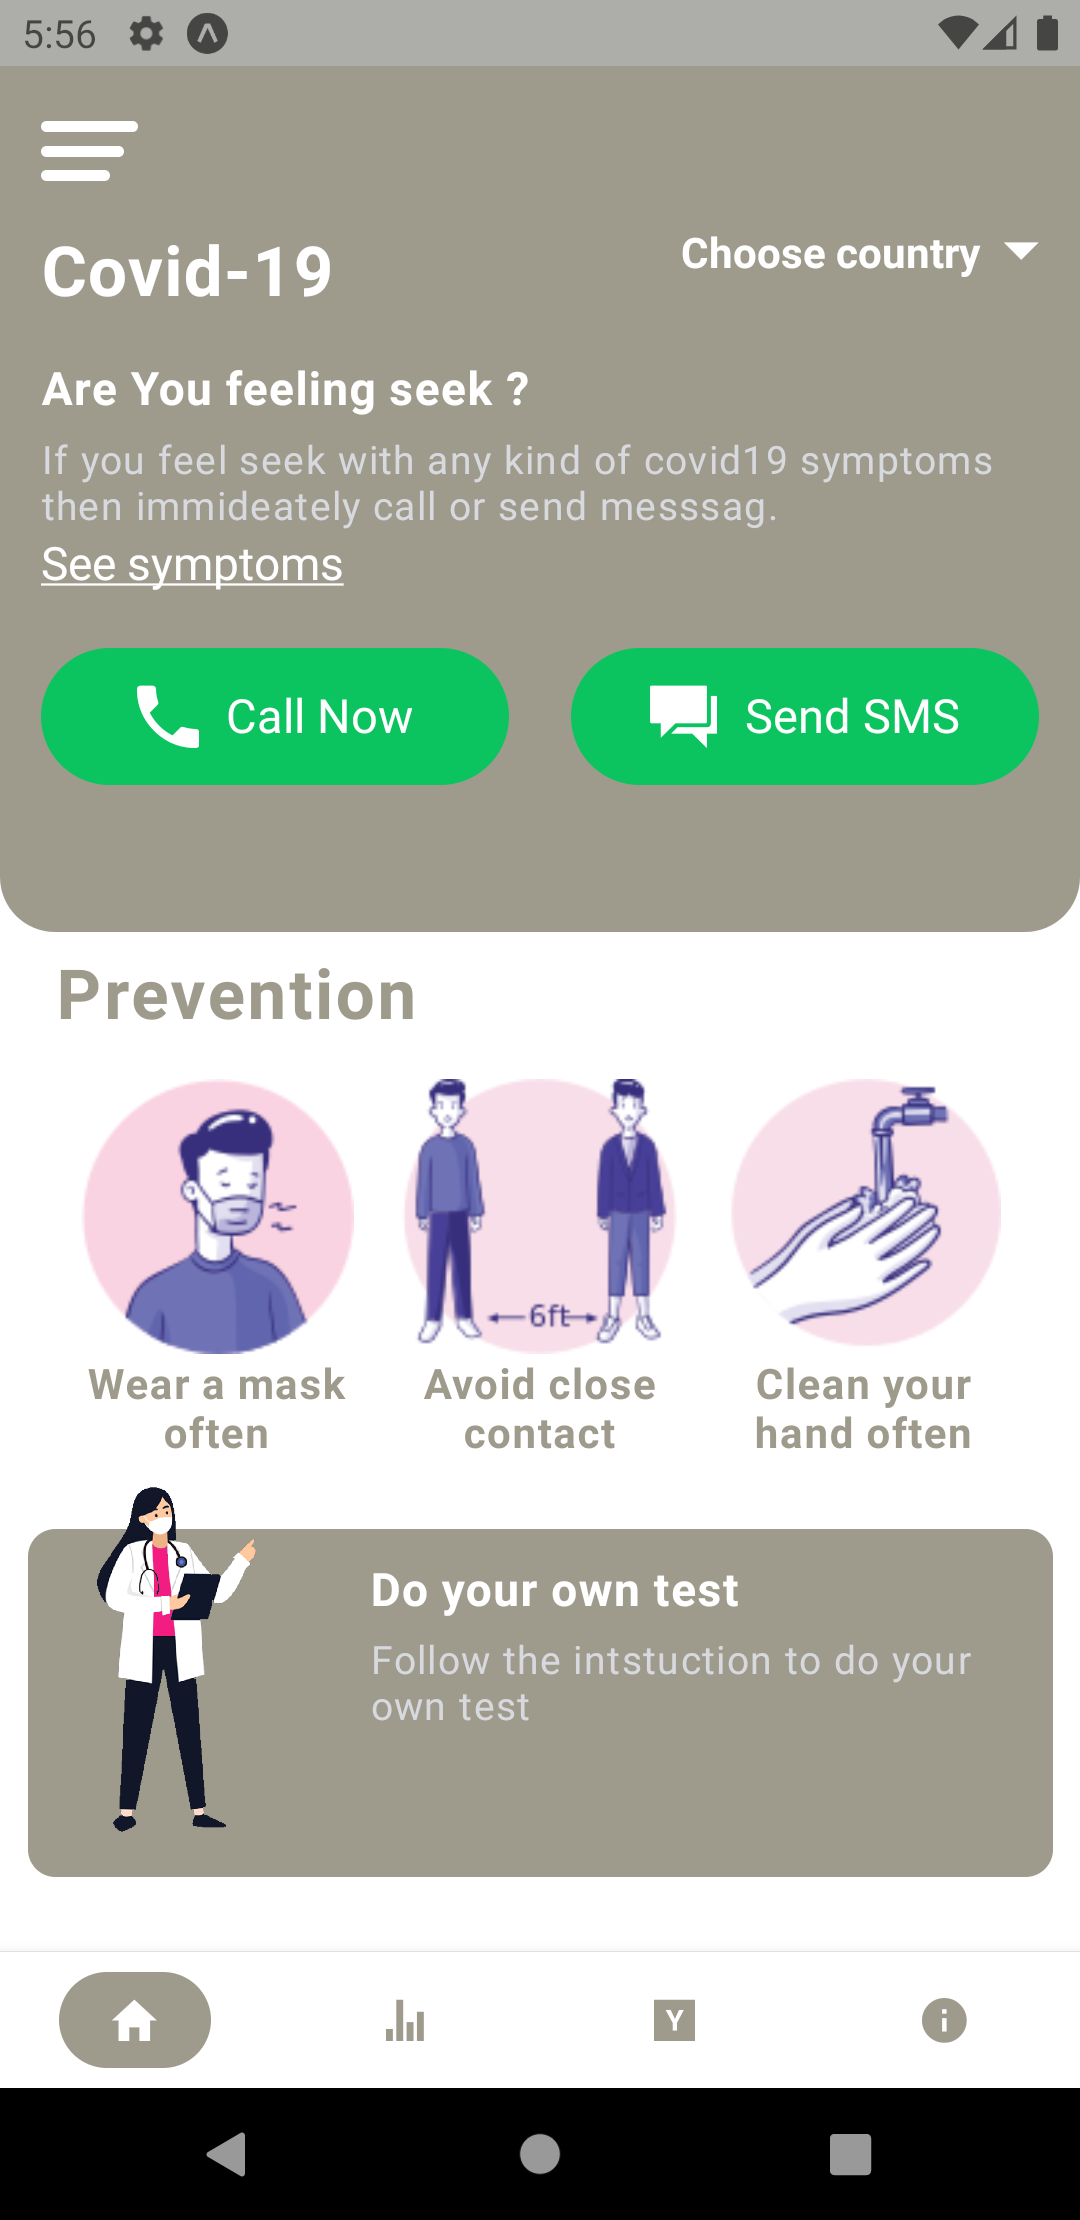 5:56
Covid-19
Choose country
Are You feeling seek ?
If you feel seek with any kind of covid19 symptoms
then immideately call or send messsag.
See symptoms
Call Now
Send SMS
Prevention
6ft
Wear a mask
often
Avoid close
contact
Clean your
hand often
Do your own test
Follow the intstuction to do your
own test
Y